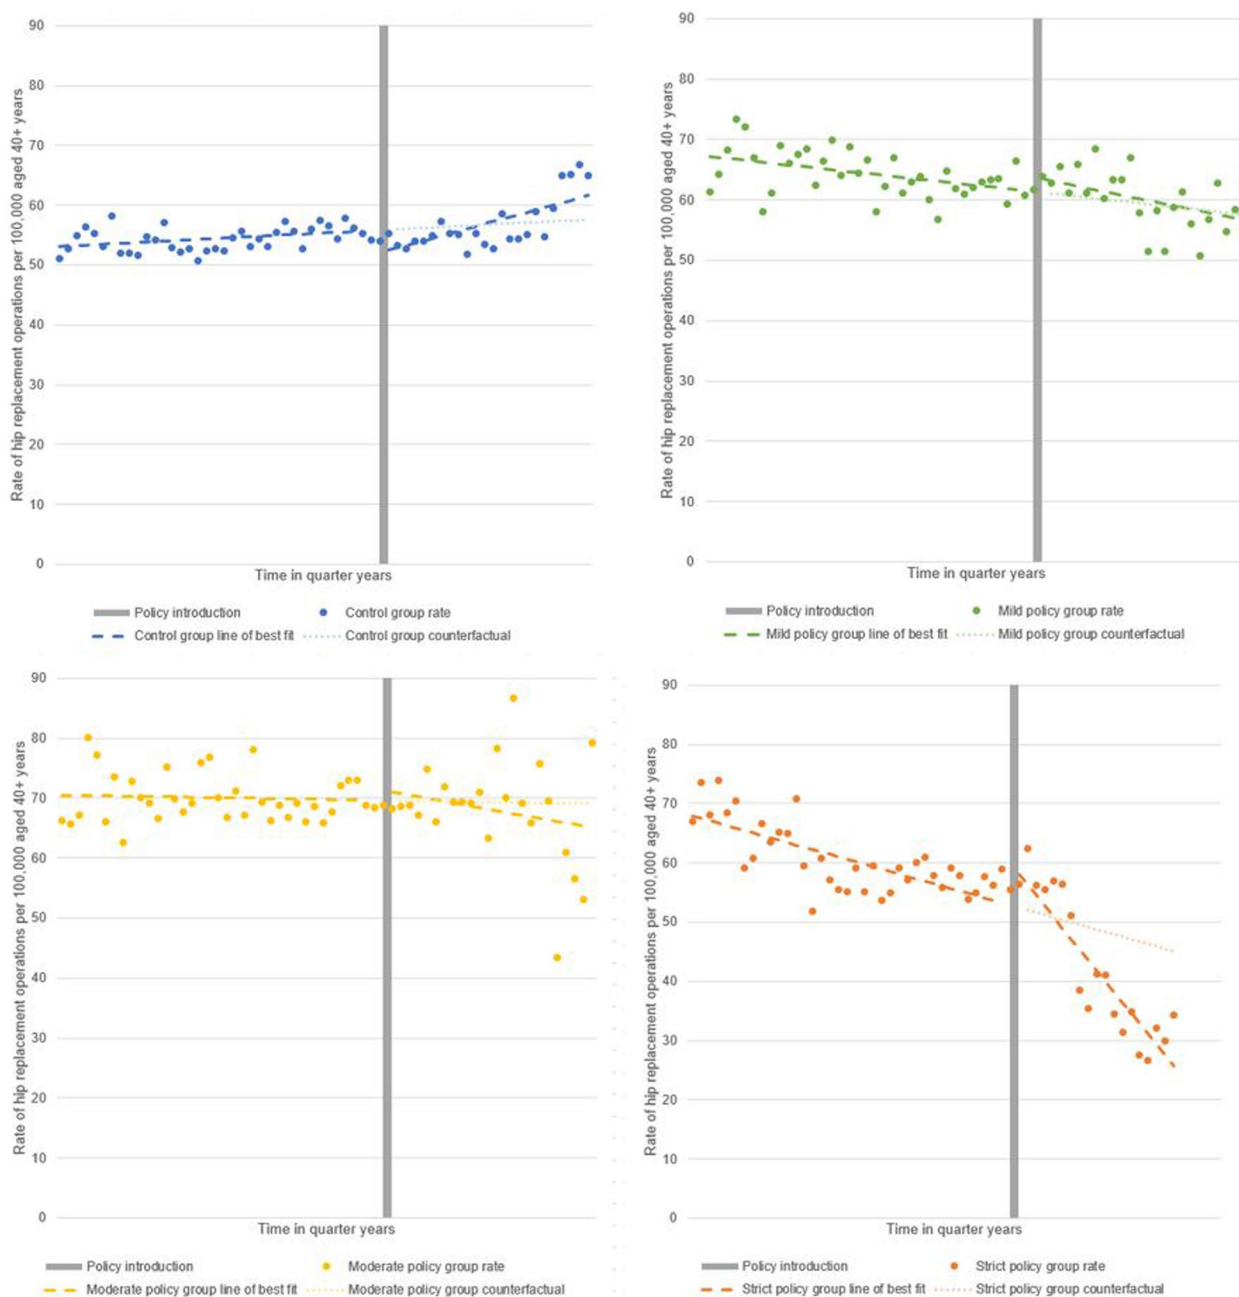 Rate of hip replacement operations per 100,000 aged 40+ years
90
80
70
60
50
40
30
20
10
0
Time in quarter years
Policy introduction
Control group rate
Control group line of best fit
Control group counterfactual
Rate of hip replacement operations per 100,000 aged 40+ years
90
80
70
60
50
40
30
20
10
0
Time in quarter years
Policy introduction
Mild policy group rate
Mild policy group line of best fit
Mild policy group counterfactual
Rate of hip replacement operations per 100,000 aged 40+ years
90
80
70
60
50
40
30
20
10
0
Time in quarter years
Policy introduction
Moderate policy group rate
Moderate policy group line of best fit
Moderate policy group counterfactual
Rate of hip replacement operations per 100,000 aged 40+ years
90
80
70
60
50
40
30
20
10
0
Time in quarter years
Policy introduction
Strict policy group rate
Strict policy group line of best fit
Strict policy group counterfactual